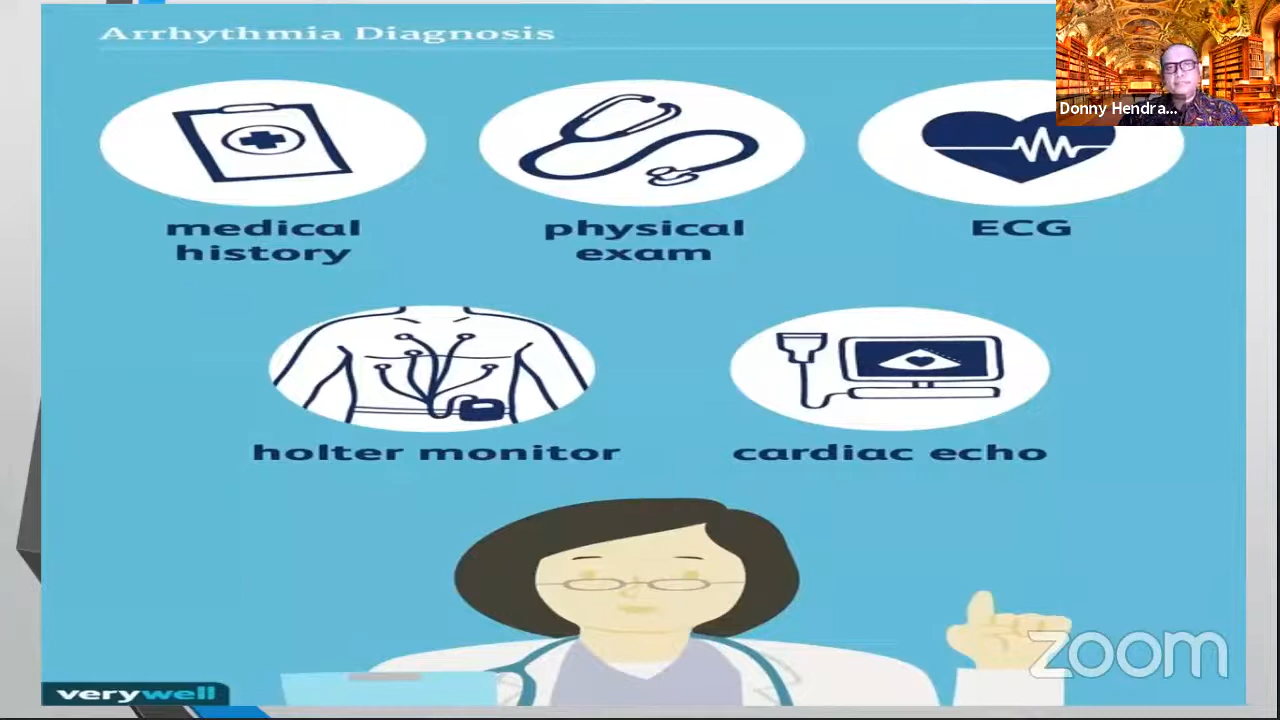 Arrhythmia Diagnosis
Donny Hendra...
medical
history
physical
exam
ECG
holter monitor
cardiac echo
zoom
verywell